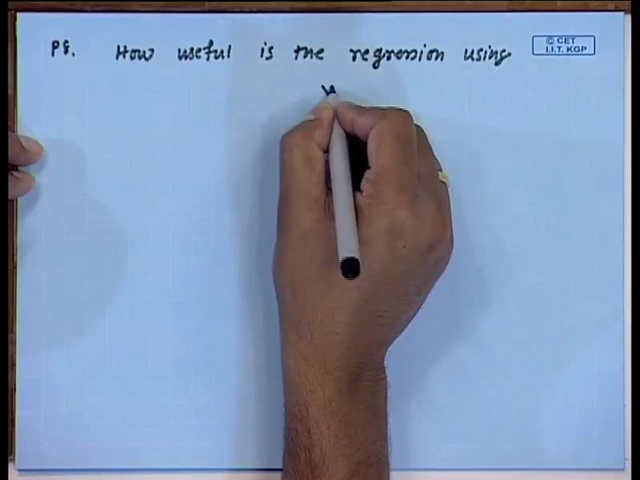 P8. How useful is the regression using
© CET
I.I.T. KGP